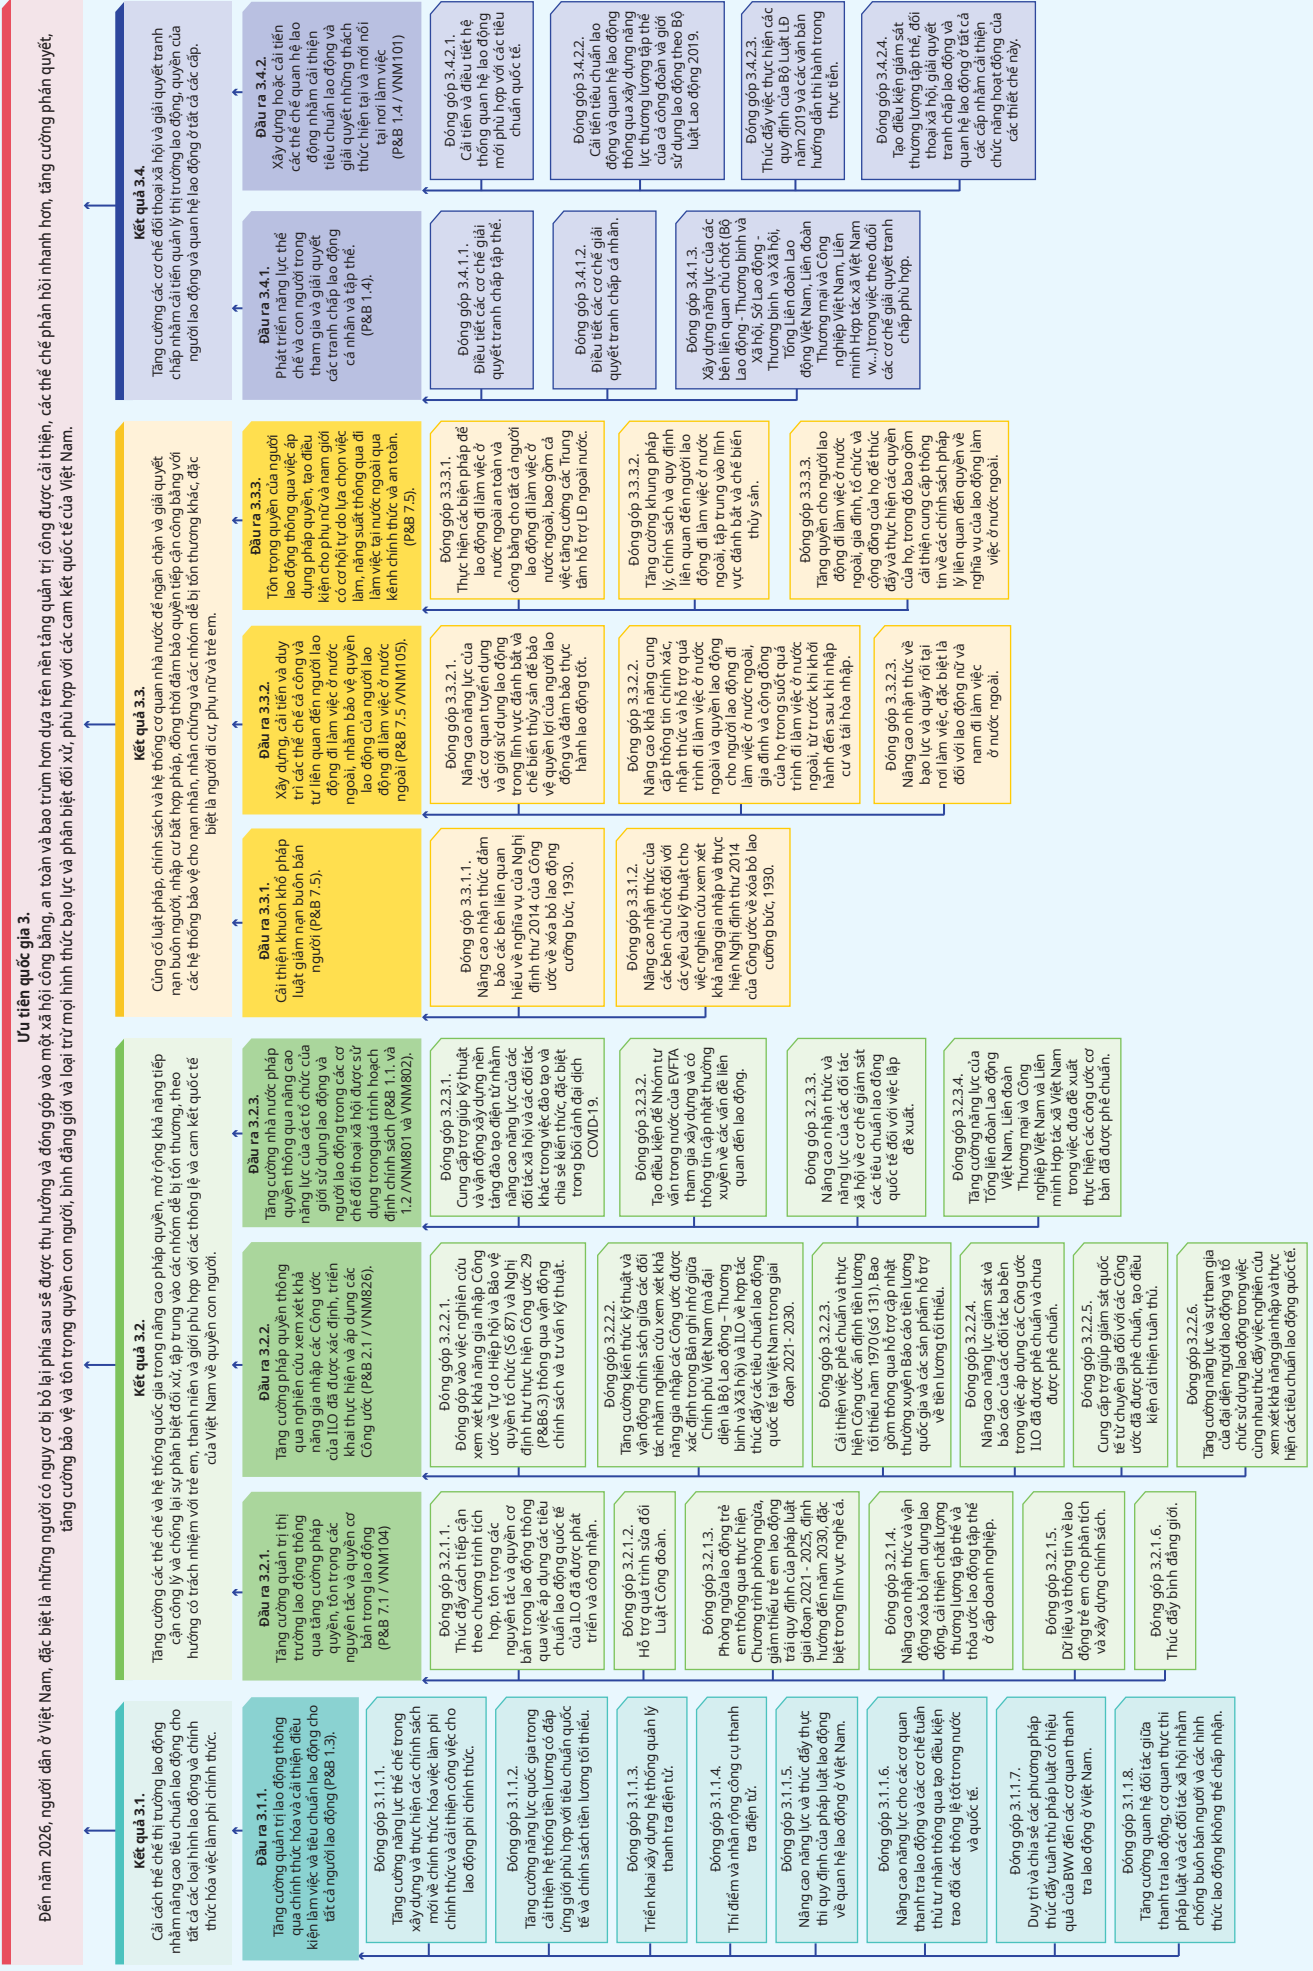 Ưu tiên quốc gia 3.
Đến năm 2026, người dân ở Việt Nam, đặc biệt là những người có nguy cơ bị bỏ lại phía sau sẽ được thụ hưởng và đóng góp vào một xã hội công bằng, an toàn và bao trùm hơn dựa trên nền tảng quản trị công được cải thiện, các thể chế phản hồi nhanh hơn, tăng cường pháp quyết,
tăng cường bảo vệ và tôn trọng quyền con người, bình đẳng giới và loại trừ mọi hình thức bạo lực và phân biệt đối xử, phù hợp với các cam kết quốc tế của Việt Nam.
Kết quả 3.1.
Cải cách thể chế thị trường lao động
nhằm nâng cao tiêu chuẩn lao động cho
tất cả các loại hình lao động và chính
thức hóa việc làm phi chính thức.
Đầu ra 3.1.1.
Tăng cường quản trị lao động thông
qua chính thức hóa và cải thiện điều
kiện làm việc và tiêu chuẩn lao động cho
tất cả người lao động (P&B 1.3).
Đóng góp 3.1.1.1.
Tăng cường năng lực thể chế trong
xây dựng và thực hiện các chính sách
mới về chính thức hóa việc làm phi
chính thức và cải thiện công việc cho
lao động phi chính thức.
Đóng góp 3.1.1.2.
Tăng cường năng lực quốc gia trong
cải thiện hệ thống tiền lương có đáp
ứng giới phù hợp với tiêu chuẩn quốc
tế và chính sách tiền lương tối thiểu.
Đóng góp 3.1.1.3.
Triển khai xây dựng hệ thống quản lý
thanh tra điện tử.
Đóng góp 3.1.1.4.
Thí điểm và nhân rộng công cụ thanh
tra điện tử.
Đóng góp 3.1.1.5.
Nâng cao năng lực và thúc đẩy thực
thi quy định của pháp luật lao động
về quan hệ lao động ở Việt Nam.
Đóng góp 3.1.1.6.
Nâng cao năng lực cho các cơ quan
thanh tra lao động và các cơ chế tuân
thủ tư nhân thông qua tạo điều kiện
trao đổi các thông lệ tốt trong nước
và quốc tế.
Đóng góp 3.1.1.7.
Duy trì và chia sẻ các phương pháp
thúc đẩy tuân thủ pháp luật có hiệu
quả của BWV đến các cơ quan thanh
tra lao động ở Việt Nam.
Đóng góp 3.1.1.8.
Tăng cường quan hệ đối tác giữa
thanh tra lao động, cơ quan thực thi
pháp luật và các đối tác xã hội nhằm
chống buôn bán người và các hình
thức lao động không thể chấp nhận.
Kết quả 3.2.
Tăng cường các thể chế và hệ thống quốc gia trong nâng cao pháp quyền, mở rộng khả năng tiếp
cận công lý và chống lại sự phân biệt đối xử, tập trung vào các nhóm dễ bị tổn thương, theo
hướng có trách nhiệm với trẻ em, thanh niên và giới phù hợp với các thông lệ và cam kết quốc tế
của Việt Nam về quyền con người.
Đầu ra 3.2.1.
Tăng cường quản trị thị
trường lao động thông
qua tăng cường pháp
quyền, tôn trọng các
nguyên tắc và quyền cơ
bản trong lao động
(P&B 7.1 / VNM104)
Đóng góp 3.2.1.1.
Thúc đẩy cách tiếp cận
theo chương trình tích
hợp, tôn trọng các
nguyên tắc và quyền cơ
bản trong lao động thông
qua việc áp dụng các tiêu
chuẩn lao động quốc tế
của ILO đã được phát
triển và công nhận.
Đóng góp 3.2.1.2.
Hỗ trợ quá trình sửa đổi
Luật Công đoàn.
Đóng góp 3.2.1.3.
Phòng ngừa lao động trẻ
em thông qua thực hiện
Chương trình phòng ngừa,
giảm thiểu trẻ em lao động
trái quy định của pháp luật
giai đoạn 2021 - 2025, định
hướng đến năm 2030, đặc
biệt trong lĩnh vực nghề cá.
Đóng góp 3.2.1.4.
Nâng cao nhận thức và vận
động xóa bỏ lạm dụng lao
động, cải thiện chất lượng
thương lượng tập thể và
thỏa ước lao động tập thể
ở cấp doanh nghiệp.
Đóng góp 3.2.1.5.
Dữ liệu và thông tin về lao
động trẻ em cho phân tích
và xây dựng chính sách.
Đóng góp 3.2.1.6.
Thúc đẩy bình đẳng giới.
Đầu ra 3.2.2.
Tăng cường pháp quyền thông
qua nghiên cứu xem xét khả
năng gia nhập các Công ước
của ILO đã được xác định, triển
khai thực hiện và áp dụng các
Công ước (P&B 2.1 / VNM826).
Đóng góp 3.2.2.1.
Đóng góp vào việc nghiên cứu
xem xét khả năng gia nhập Công
ước về Tự do Hiệp hội và Bảo vệ
quyền tổ chức (Số 87) và Nghị
định thư thực hiện Công ước 29
(P&B6.3) thông qua vận động
chính sách và tư vấn kỹ thuật.
Đóng góp 3.2.2.2.
Tăng cường kiến thức kỹ thuật và
vận động chính sách giữa các đối
tác nhằm nghiên cứu xem xét khả
năng gia nhập các Công ước được
xác định trong Bản ghi nhớ giữa
Chính phủ Việt Nam (mà đại
diện là Bộ Lao động – Thương
binh và Xã hội) và ILO về hợp tác
thúc đẩy các tiêu chuẩn lao động
quốc tế tại Việt Nam trong giai
đoạn 2021- 2030.
Đóng góp 3.2.2.3.
Cải thiện việc phê chuẩn và thực
hiện Công ước ấn định tiền lương
tối thiểu năm 1970 (số 131). Bao
gồm thông qua hỗ trợ cập nhật
thường xuyên Báo cáo tiền lương
quốc gia và các sản phẩm hỗ trợ
về tiền lương tối thiểu.
Đóng góp 3.2.2.4.
Nâng cao năng lực giám sát và
báo cáo của các đối tác ba bên
trong việc áp dụng các Công ước
ILO đã được phê chuẩn và chưa
được phê chuẩn.
Đóng góp 3.2.2.5.
Cung cấp trợ giúp giám sát quốc
tế từ chuyên gia đối với các Công
ước đã được phê chuẩn, tạo điều
kiện cải thiện tuân thủ.
Đóng góp 3.2.2.6.
Tăng cường năng lực và sự tham gia
của đại diện người lao động và tổ
chức sử dụng lao động trong việc
cùng nhau thúc đẩy việc nghiên cứu
xem xét khả năng gia nhập và thực
hiện các tiêu chuẩn lao động quốc tế.
Đầu ra 3.2.3.
Tăng cường nhà nước pháp
quyền thông qua nâng cao
năng lực của các tổ chức của
giới sử dụng lao động và
người lao động trong các cơ
chế đối thoại xã hội được sử
dụng trongquá trình hoạch
định chính sách (P&B 1.1. và
1.2 /VNM801 và VNM802).
Đóng góp 3.2.3.1.
Cung cấp trợ giúp kỹ thuật
và vận động xây dựng nền
tảng đào tạo điện tử nhằm
nâng cao năng lực của các
đối tác xã hội và các đối tác
khác trong việc đào tạo và
chia sẻ kiến thức, đặc biệt
trong bối cảnh đại dịch
COVID-19.
Đóng góp 3.2.3.2.
Tạo điều kiện để Nhóm tư
vấn trong nước của EVFTA
tham gia xây dựng và có
thông tin cập nhật thường
xuyên về các vấn đề liên
quan đến lao động.
Đóng góp 3.2.3.3.
Nâng cao nhận thức và
năng lực của các đối tác
xã hội về cơ chế giám sát
các tiêu chuẩn lao động
quốc tế đối với việc lập
đề xuất.
Đóng góp 3.2.3.4.
Tăng cường năng lực của
Tổng liên đoàn Lao động
Việt Nam, Liên đoàn
Thương mại và Công
nghiệp Việt Nam và Liên
minh Hợp tác xã Việt Nam
trong việc đưa đề xuất
thực hiện các công ước cơ
bản đã được phê chuẩn.
Kết quả 3.3.
Củng cố luật pháp, chính sách và hệ thống cơ quan nhà nước để ngăn chặn và giải quyết
nạn buôn người, nhập cư bất hợp pháp, đồng thời đảm bảo quyền tiếp cận công bằng với
các hệ thống bảo vệ cho nạn nhân, nhân chứng và các nhóm dễ bị tổn thương khác, đặc
biệt là người di cư, phụ nữ và trẻ em.
Đầu ra 3.3.1.
Cải thiện khuôn khổ pháp
luật giảm nạn buôn bán
người (P&B 7.5).
Đóng góp 3.3.1.1.
Nâng cao nhận thức đảm
bảo các bên liên quan
hiểu về nghĩa vụ của Nghị
định thư 2014 của Công
ước về xóa bỏ lao động
cưỡng bức, 1930.
Đóng góp 3.3.1.2.
Nâng cao nhận thức của
các bên chủ chốt đối với
các yêu cầu kỹ thuật cho
việc nghiên cứu xem xét
khả năng gia nhập và thực
hiện Nghị định thư 2014
của Công ước về xóa bỏ lao
cưỡng bức, 1930.
Đầu ra 3.3.2.
Xây dựng, cải tiến và duy
trì các thể chế cả công và
tư liên quan đến người lao
động đi làm việc ở nước
ngoài, nhằm bảo vệ quyền
lao động của người lao
động đi làm việc ở nước
ngoài (P&B 7.5 /VNM105).
Đóng góp 3.3.2.1.
Nâng cao năng lực của
các cơ quan tuyển dụng
và giới sử dụng lao động
trong lĩnh vực đánh bắt và
chế biến thủy sản để bảo
vệ quyền lợi của người lao
động và đảm bảo thực
hành lao động tốt.
Đóng góp 3.3.2.2.
Nâng cao khả năng cung
cấp thông tin chính xác,
nhận thức và hỗ trợ quá
trình đi làm việc ở nước
ngoài và quyền lao động
cho người lao động đi
làm việc ở nước ngoài,
gia đình và cộng đồng
của họ trong suốt quá
trình đi làm việc ở nước
ngoài, từ trước khi khởi
hành đến sau khi nhập
cư và tái hòa nhập.
Đóng góp 3.3.2.3.
Nâng cao nhận thức về
bạo lực và quấy rối tại
nơi làm việc, đặc biệt là
đối với lao động nữ và
nam đi làm việc
ở nước ngoài.
Đầu ra 3.3.3.
Tôn trọng quyền của người
lao động thông qua việc áp
dụng pháp quyền, tạo điều
kiện cho phụ nữ và nam giới
có cơ hội tự do lựa chọn việc
làm, năng suất thông qua đi
làm việc tại nước ngoài qua
kênh chính thức và an toàn.
(P&B 7.5).
Đóng góp 3.3.3.1.
Thực hiện các biện pháp để
lao động đi làm việc ở
nước ngoài an toàn và
công bằng cho tất cả người
lao động đi làm việc ở
nước ngoài, bao gồm cả
việc tăng cường các Trung
tâm hỗ trợ LĐ ngoài nước.
Đóng góp 3.3.3.2.
Tăng cường khung pháp
lý, chính sách và quy định
liên quan đến người lao
động đi làm việc ở nước
ngoài, tập trung vào lĩnh
vực đánh bắt và chế biến
thủy sản.
Đóng góp 3.3.3.3.
Tăng quyền cho người lao
động đi làm việc ở nước
ngoài, gia đình, tổ chức và
cộng đồng của họ để thúc
đẩy và thực hiện các quyền
của họ, trong đó bao gồm
cải thiện cung cấp thông
tin về các chính sách pháp
lý liên quan đến quyền và
nghĩa vụ của lao động làm
việc ở nước ngoài.
Kết quả 3.4.
Tăng cường các cơ chế đối thoại xã hội và giải quyết tranh
chấp nhằm cải tiến quản lý thị trường lao động, quyền của
người lao động và quan hệ lao động ở tất cả các cấp.
Đầu ra 3.4.1.
Phát triển năng lực thể
chế và con người trong
tham gia và giải quyết
các tranh chấp lao động
cá nhân và tập thể.
(P&B 1.4).
Đóng góp 3.4.1.1.
Điều tiết các cơ chế giải
quyết tranh chấp tập thể.
Đóng góp 3.4.1.2.
Điều tiết các cơ chế giải
quyết tranh chấp cá nhân.
Đóng góp 3.4.1.3.
Xây dựng năng lực của các
bên liên quan chủ chốt (Bộ
Lao động - Thương binh và
Xã hội, Sở Lao động -
Thương binh và Xã hội,
Tổng Liên đoàn Lao
động Việt Nam, Liên đoàn
Thương mại và Công
nghiệp Việt Nam, Liên
minh Hợp tác xã Việt Nam
w...) trong việc theo đuổi
các cơ chế giải quyết tranh
chấp phù hợp.
Đầu ra 3.4.2.
Xây dựng hoặc cải tiến
các thể chế quan hệ lao
động nhằm cải thiện
tiêu chuẩn lao động và
giải quyết những thách
thức hiện tại và mới nổi
tại nơi làm việc
(P&B 1.4 / VNM101)
Đóng góp 3.4.2.1.
Cải tiến và điều tiết hệ
thống quan hệ lao động
mới phù hợp với các tiêu
chuẩn quốc tế.
Đóng góp 3.4.2.2.
Cải tiến tiêu chuẩn lao
động và quan hệ lao động
thông qua xây dựng năng
lực thương lượng tập thể
của cả công đoàn và giới
sử dụng lao động theo Bộ
luật Lao động 2019.
Đóng góp 3.4.2.3.
Thúc đẩy việc thực hiện các
quy định của Bộ Luật LĐ
năm 2019 và các văn bản
hướng dẫn thi hành trong
thực tiễn.
Đóng góp 3.4.2.4.
Tạo điều kiện giám sát
thương lượng tập thể, đối
thoại xã hội, giải quyết
tranh chấp lao động và
quan hệ lao động ở tất cả
các cấp nhằm cải thiện
chức năng hoạt động của
các thiết chế này.